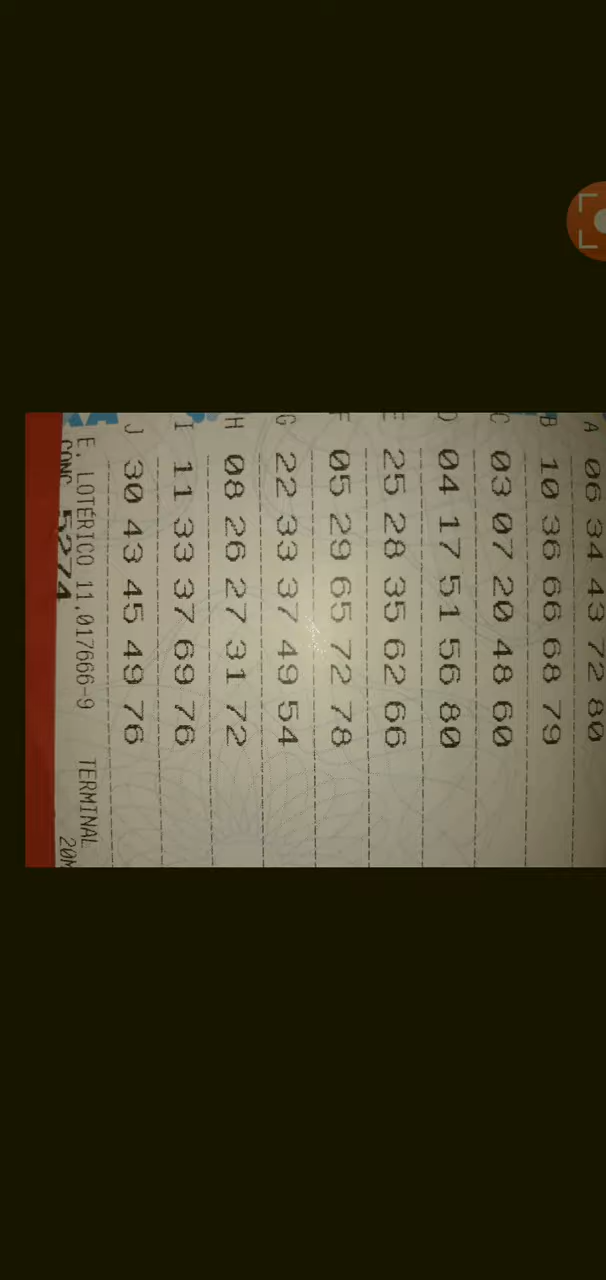 A 06 34 43 72 80
B 10 36 66 68 79
C 03 07 20 48 60
D 04 17 51 56 80
E 25 28 35 62 66
F 05 29 65 72 78
G 22 33 37 49 54
H 08 26 27 31 72
I 11 33 37 69 76
J 30 43 45 49 76
E. LOTÉRICO 11.017666-9 TERMINAL
CONC 5274